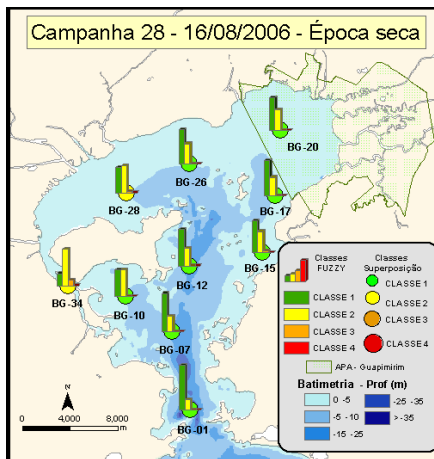 Campanha 28 - 16/08/2006 - Época seca
BG-20
BG-26
BG-28
BG-17
BG-15
BG-12
BG-34
BG-10
BG-07
BG-01
N
0 4,000 8,000
m
Classes FUZZY
CLASSE 1
CLASSE 2
CLASSE 3
CLASSE 4
Classes Superposição
CLASSE 1
CLASSE 2
CLASSE 3
CLASSE 4
APA - Guapimirim
Batimetria - Prof (m)
0 -5
-5 -10
-15 -25
-25 -35
>-35